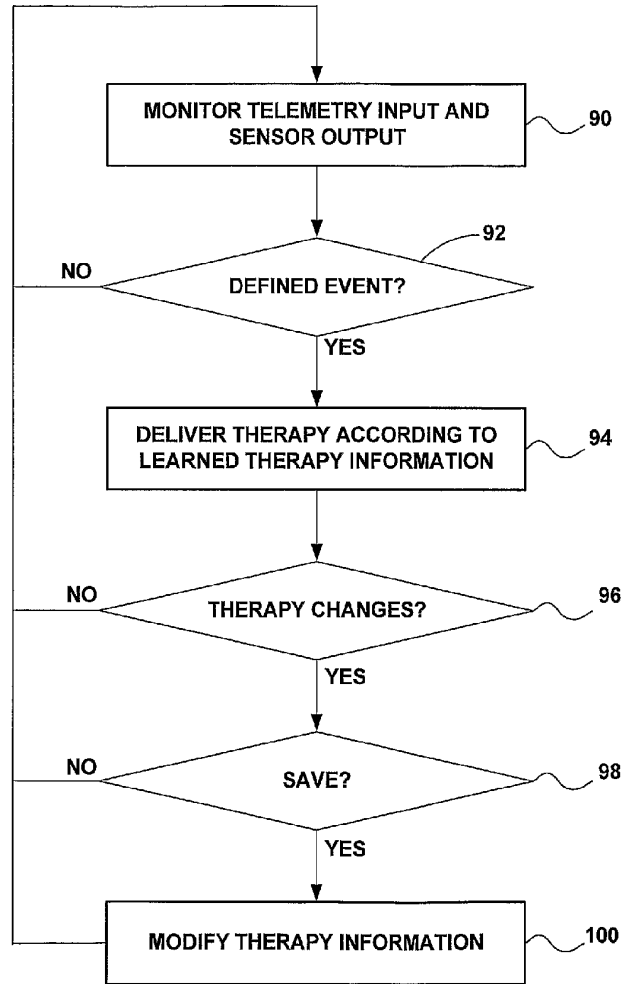 MONITOR TELEMETRY INPUT AND
SENSOR OUTPUT
90
92
NO
DEFINED EVENT?
YES
DELIVER THERAPY ACCORDING TO
LEARNED THERAPY INFORMATION
94
NO
THERAPY CHANGES?
96
YES
NO
SAVE?
98
YES
MODIFY THERAPY INFORMATION
100